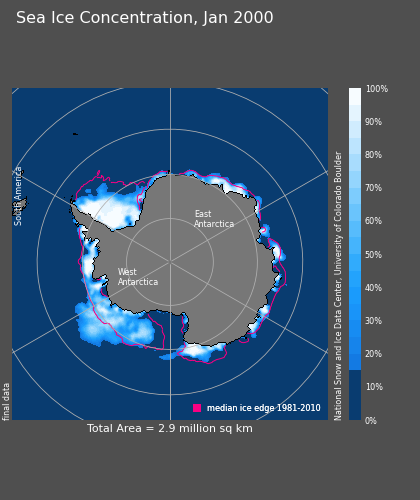 Sea Ice Concentration, Jan 2000
South America
East
Antarctica
West
Antarctica
final data
median ice edge 1981-2010
Total Area = 2.9 million sq km
National Snow and Ice Data Center, University of Colorado Boulder
100%
90%
80%
70%
60%
50%
40%
30%
20%
10%
0%